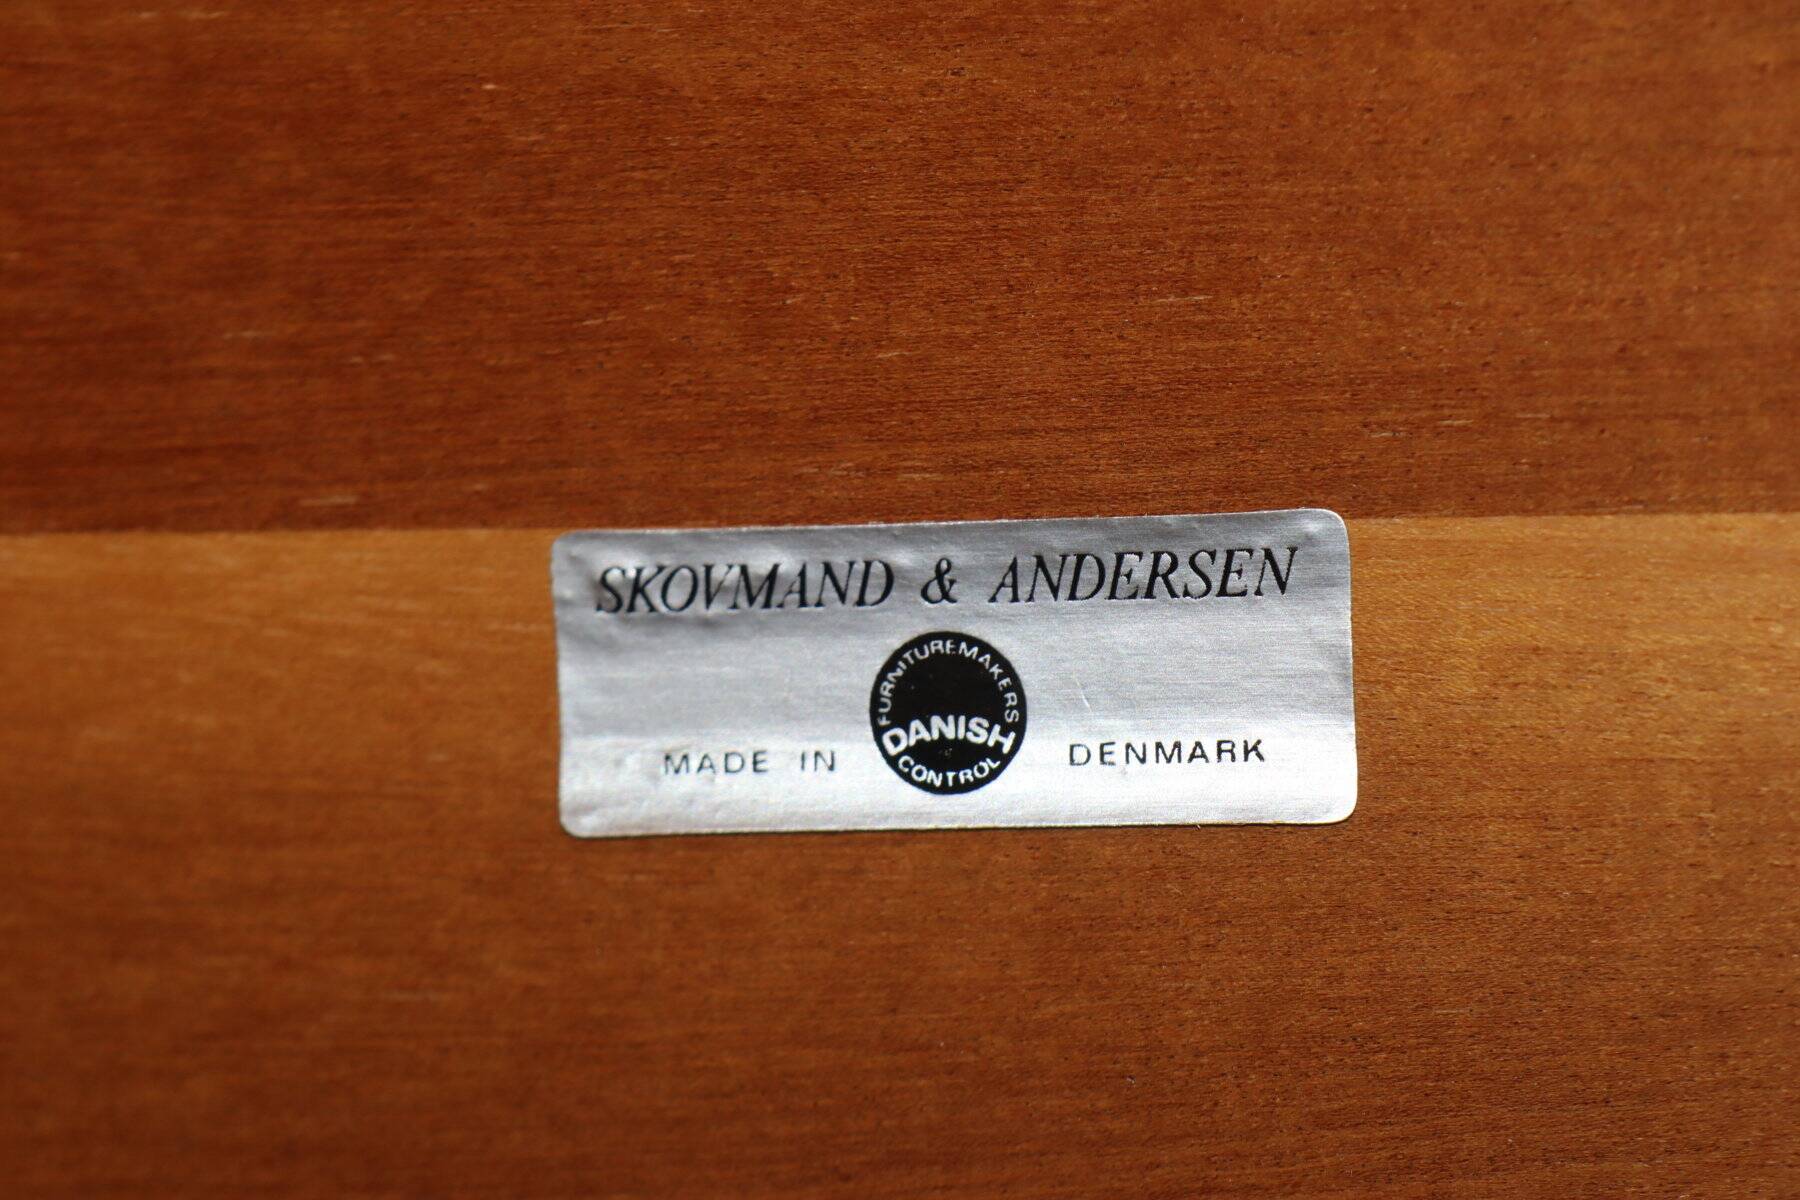 SKOVMAND & ANDERSEN
FURNITUREMAKERS
DANISH
CONTROL
MADE IN DENMARK